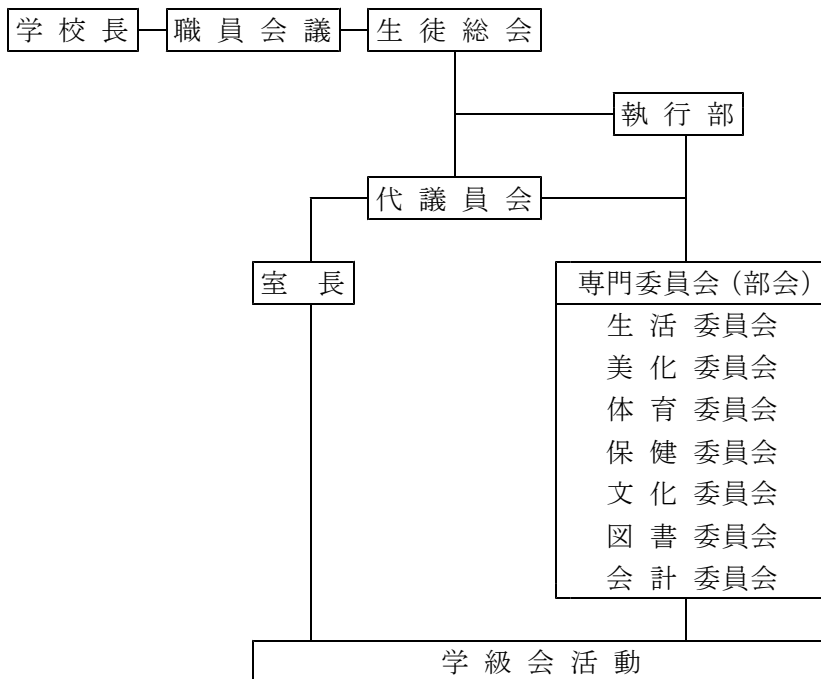 学校長 職員会議 生徒総会
執行部
代議員会
室長 専門委員会(部会)
生活委員会
美化委員会
体育委員会
保健委員会
文化委員会
図書委員会
会計委員会
学級会活動